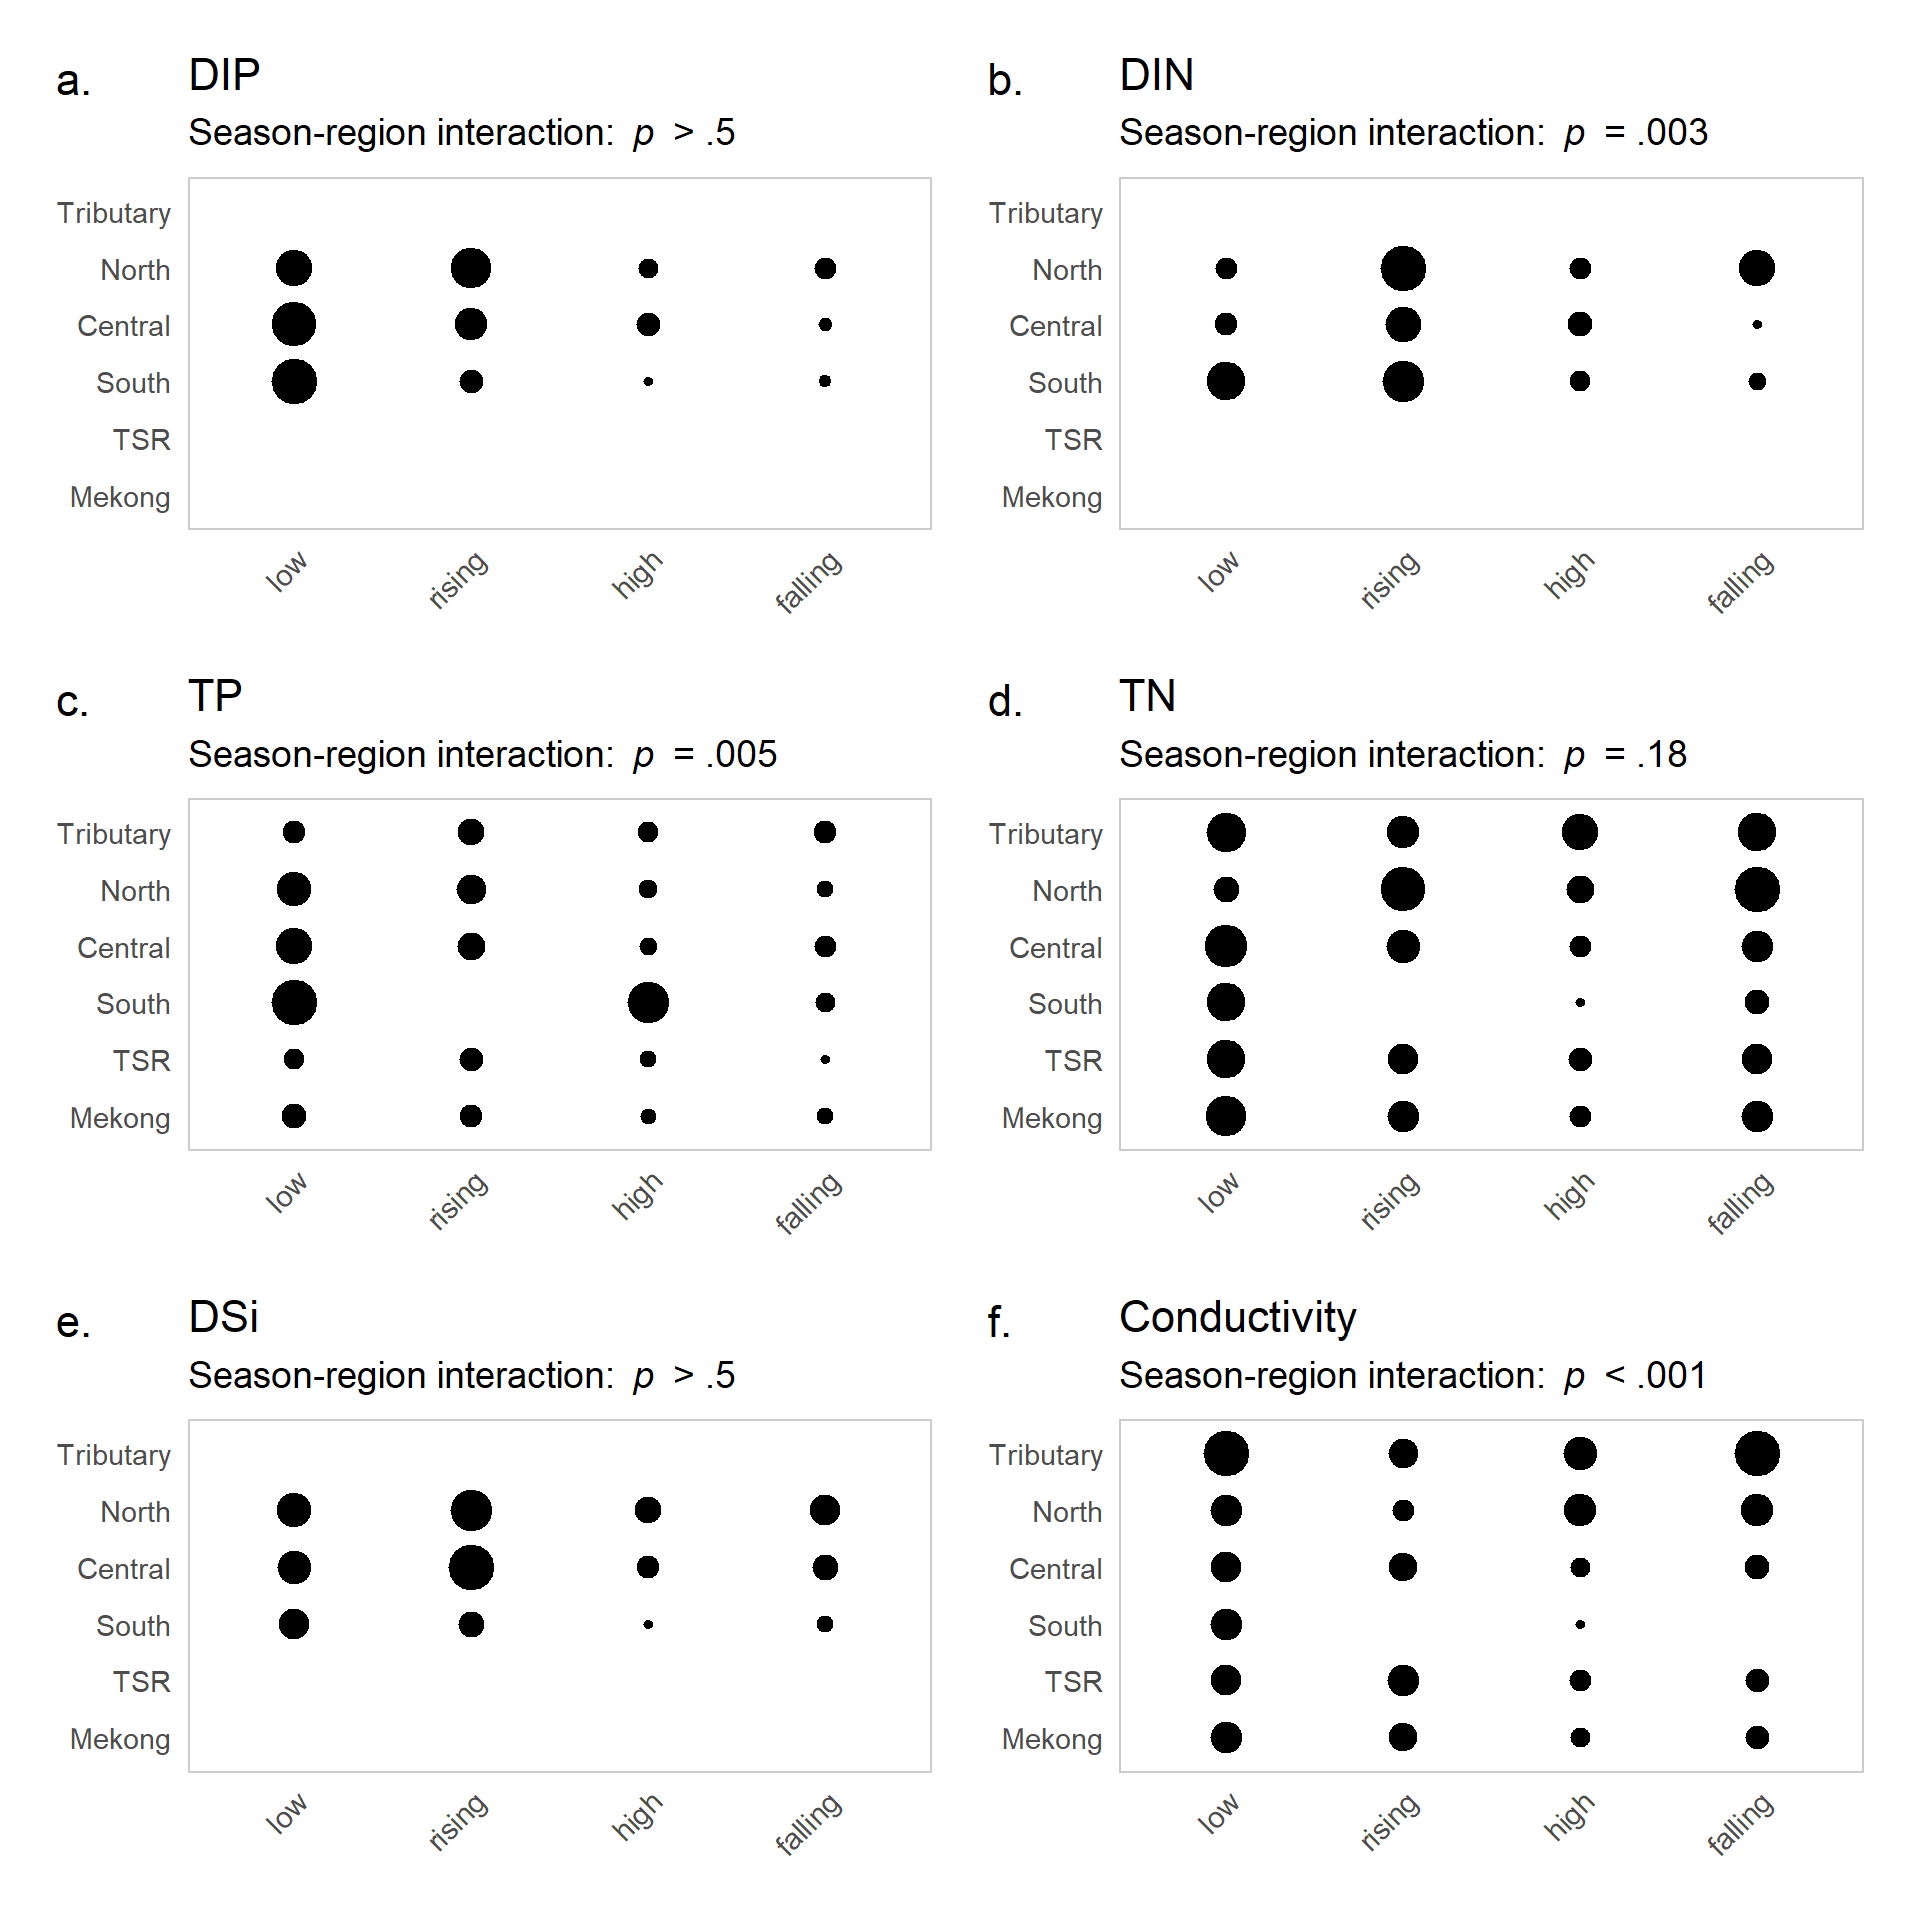 a. DIP
Season-region interaction: p > .5
Tributary
North
Central
South
TSR
Mekong
low rising high falling
b. DIN
Season-region interaction: p = .003
Tributary
North
Central
South
TSR
Mekong
low rising high falling
c. TP
Season-region interaction: p = .005
Tributary
North
Central
South
TSR
Mekong
low rising high falling
d. TN
Season-region interaction: p = .18
Tributary
North
Central
South
TSR
Mekong
low rising high falling
e. DSi
Season-region interaction: p > .5
Tributary
North
Central
South
TSR
Mekong
low rising high falling
f. Conductivity
Season-region interaction: p < .001
Tributary
North
Central
South
TSR
Mekong
low rising high falling